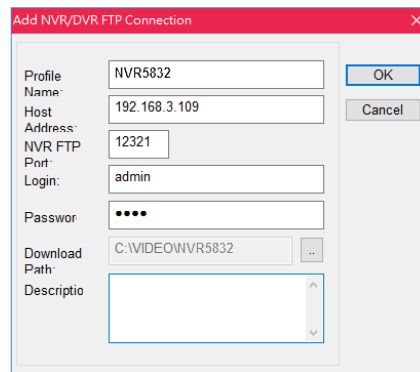 Add NVR/DVR FTP Connection
Profile Name: NVR5832
OK
Host Address: 192.168.3.109
Cancel
NVR FTP Port: 12321
Login: admin
Passwor ••••
Download Path: C:\VIDEO\NVR5832 ..
Descriptio